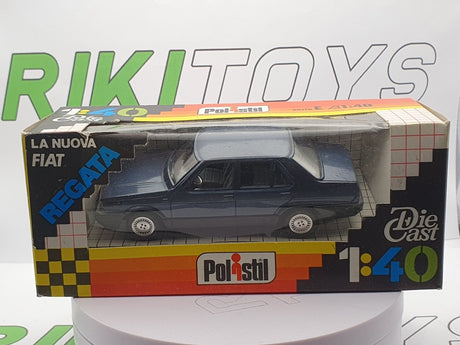 RIKITOYS
1:40
Polistil
LA NUOVA
FIAT
REGATA
Die
Cast
Polistil
1:40